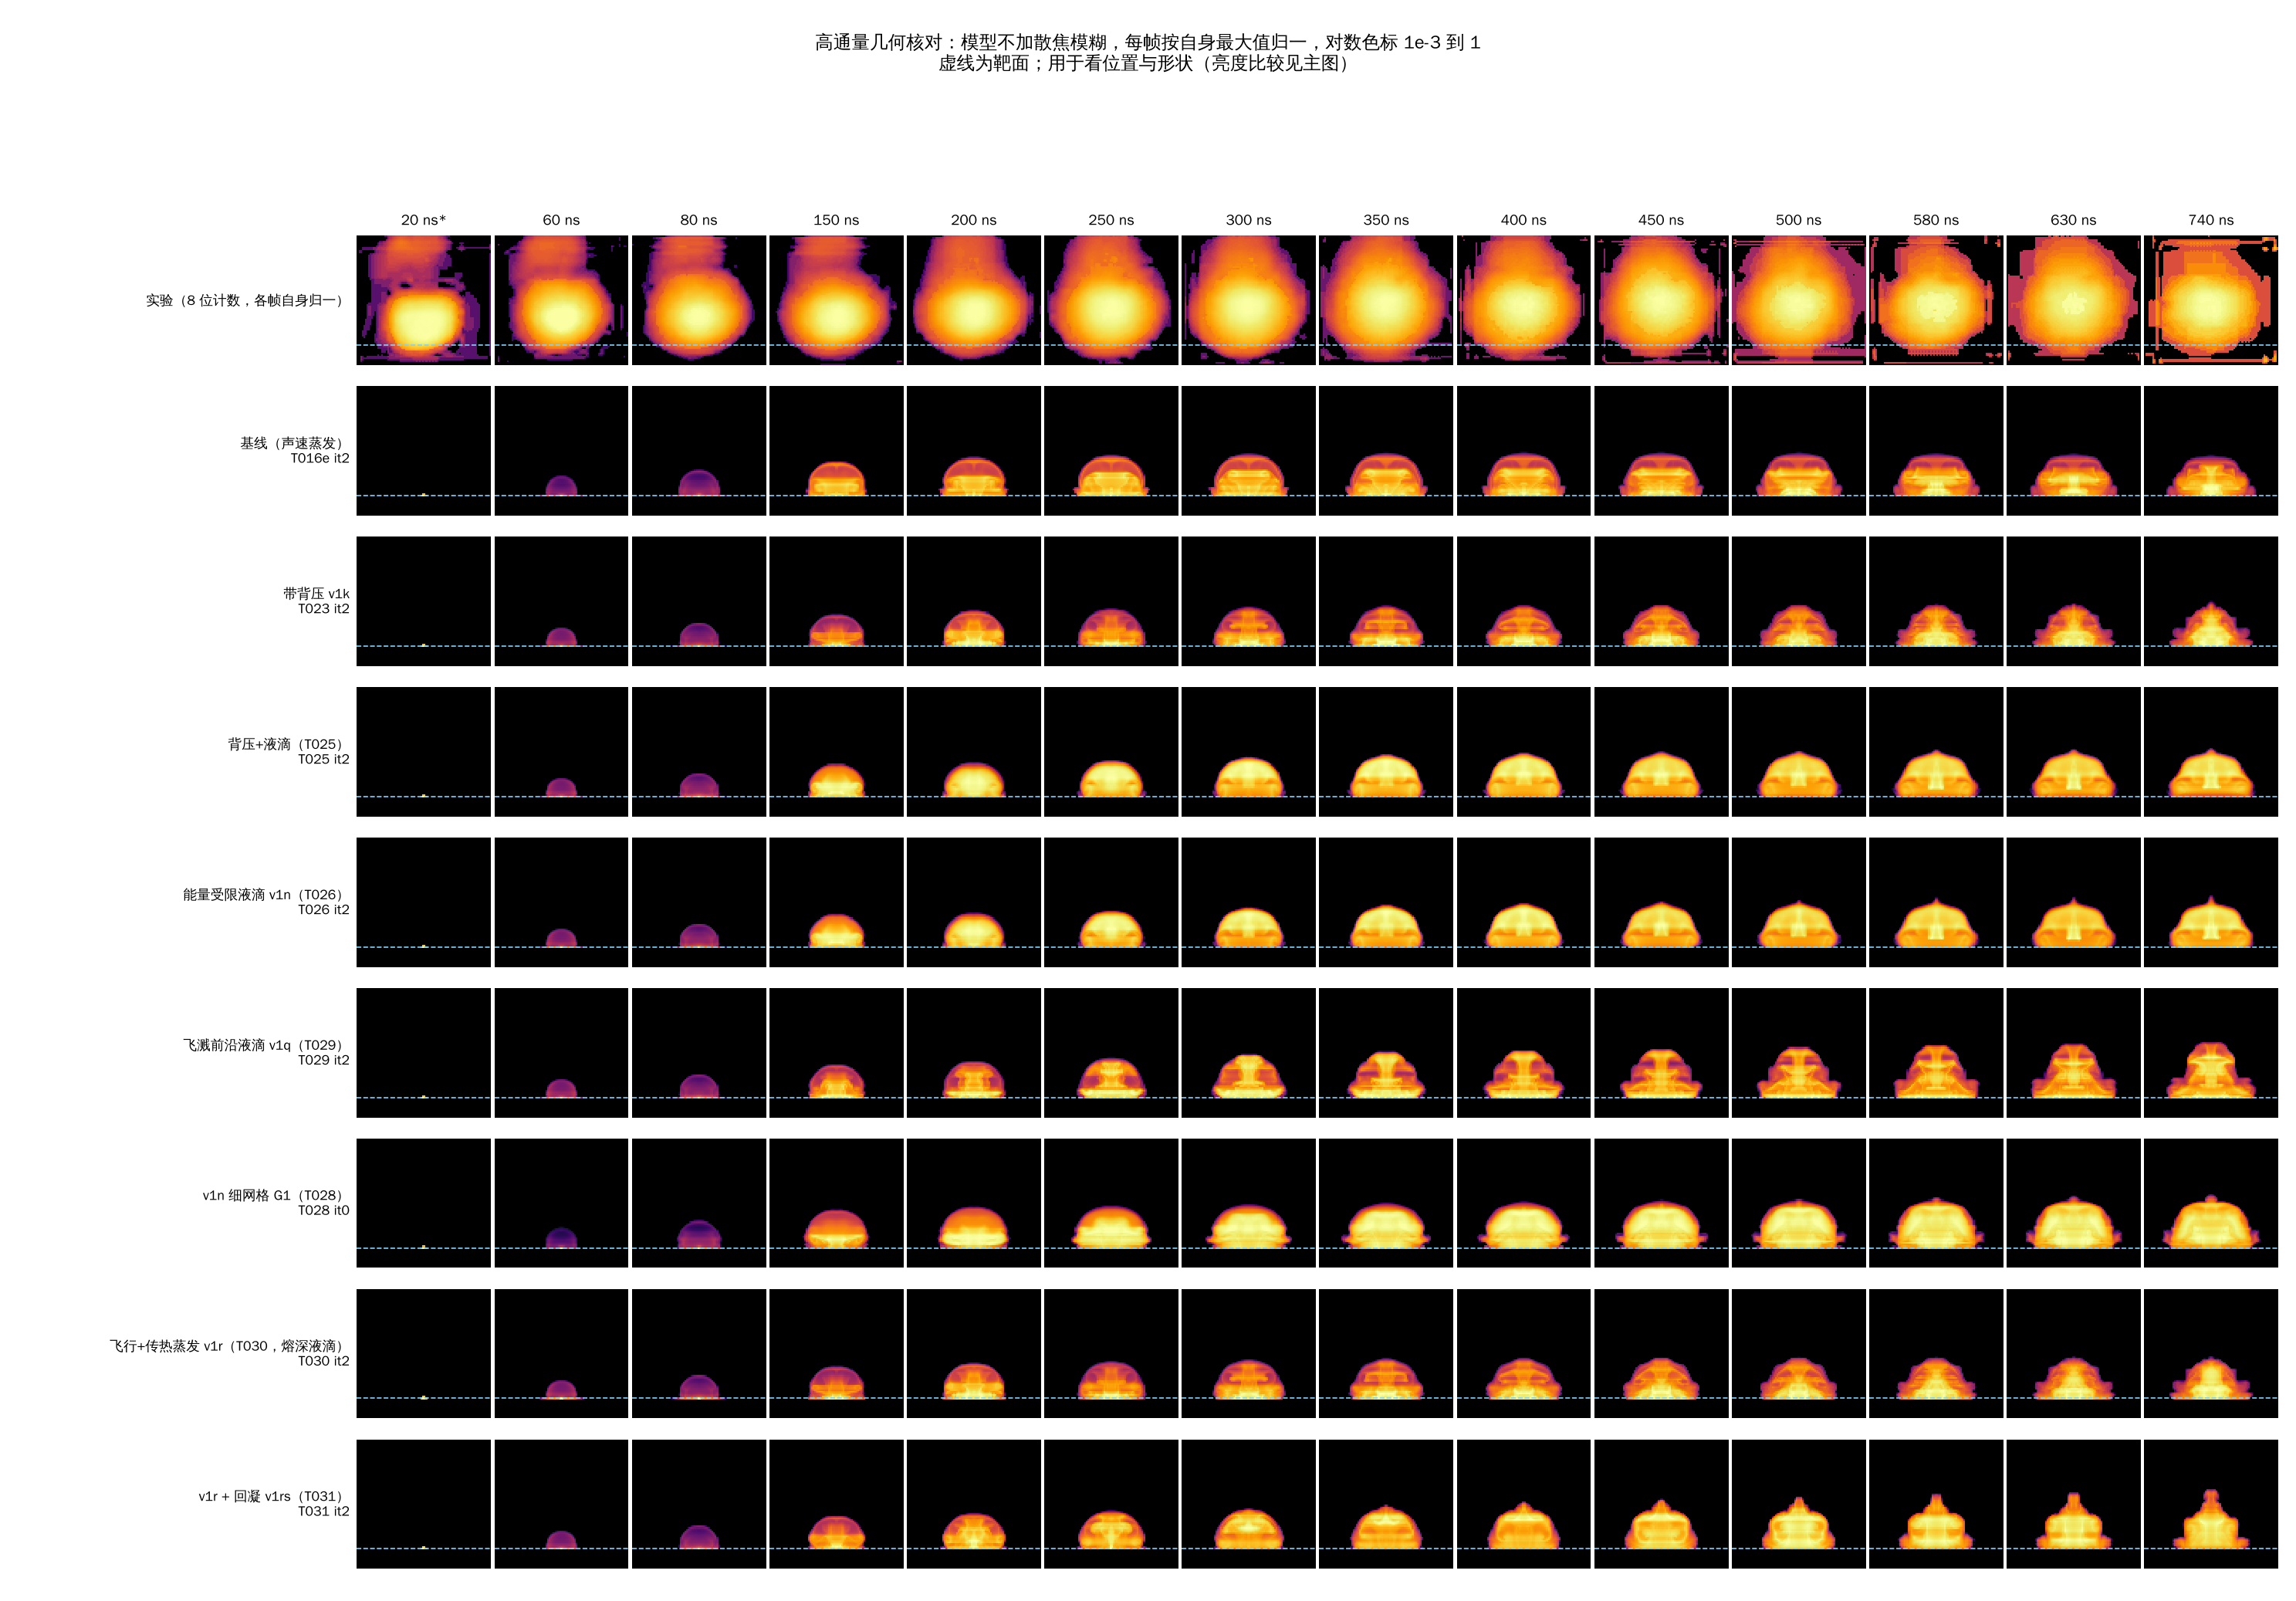 高通量几何核对：模型不加散焦模糊，每帧按自身最大值归一，对数色标 1e-3 到 1
虚线为靶面；用于看位置与形状（亮度比较见主图）
20 ns* 60 ns 80 ns 150 ns 200 ns 250 ns 300 ns 350 ns 400 ns 450 ns 500 ns 580 ns 630 ns 740 ns
实验（8 位计数，各帧自身归一）
基线（声速蒸发）
T016e it2
带背压 v1k
T023 it2
背压+液滴（T025）
T025 it2
能量受限液滴 v1n（T026）
T026 it2
飞溅前沿液滴 v1q（T029）
T029 it2
v1n 细网格 G1（T028）
T028 it0
飞行+传热蒸发 v1r（T030，熔深液滴）
T030 it2
v1r + 回凝 v1rs（T031）
T031 it2